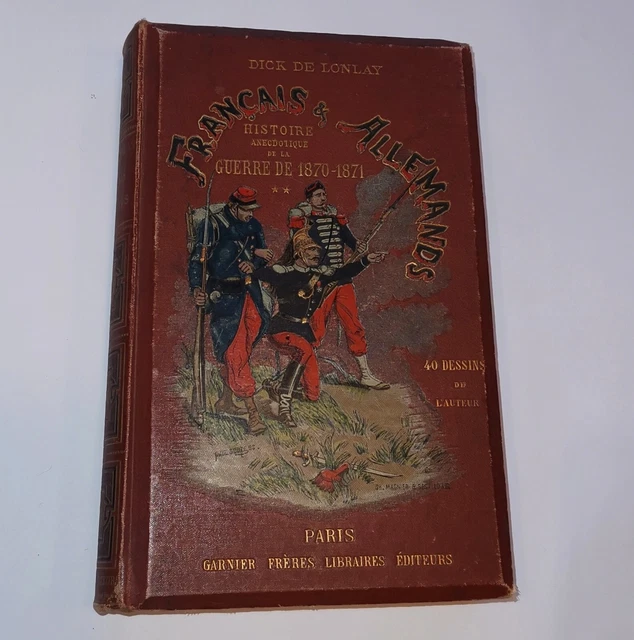 DICK DE LONLAY
FRANÇAIS & ALLEMANDS
HISTOIRE
ANECDOTIQUE
DE LA
GUERRE DE 1870-1871
★ ★
40 DESSINS
DE
L'AUTEUR
PARIS
GARNIER FRÈRES LIBRAIRES ÉDITEURS